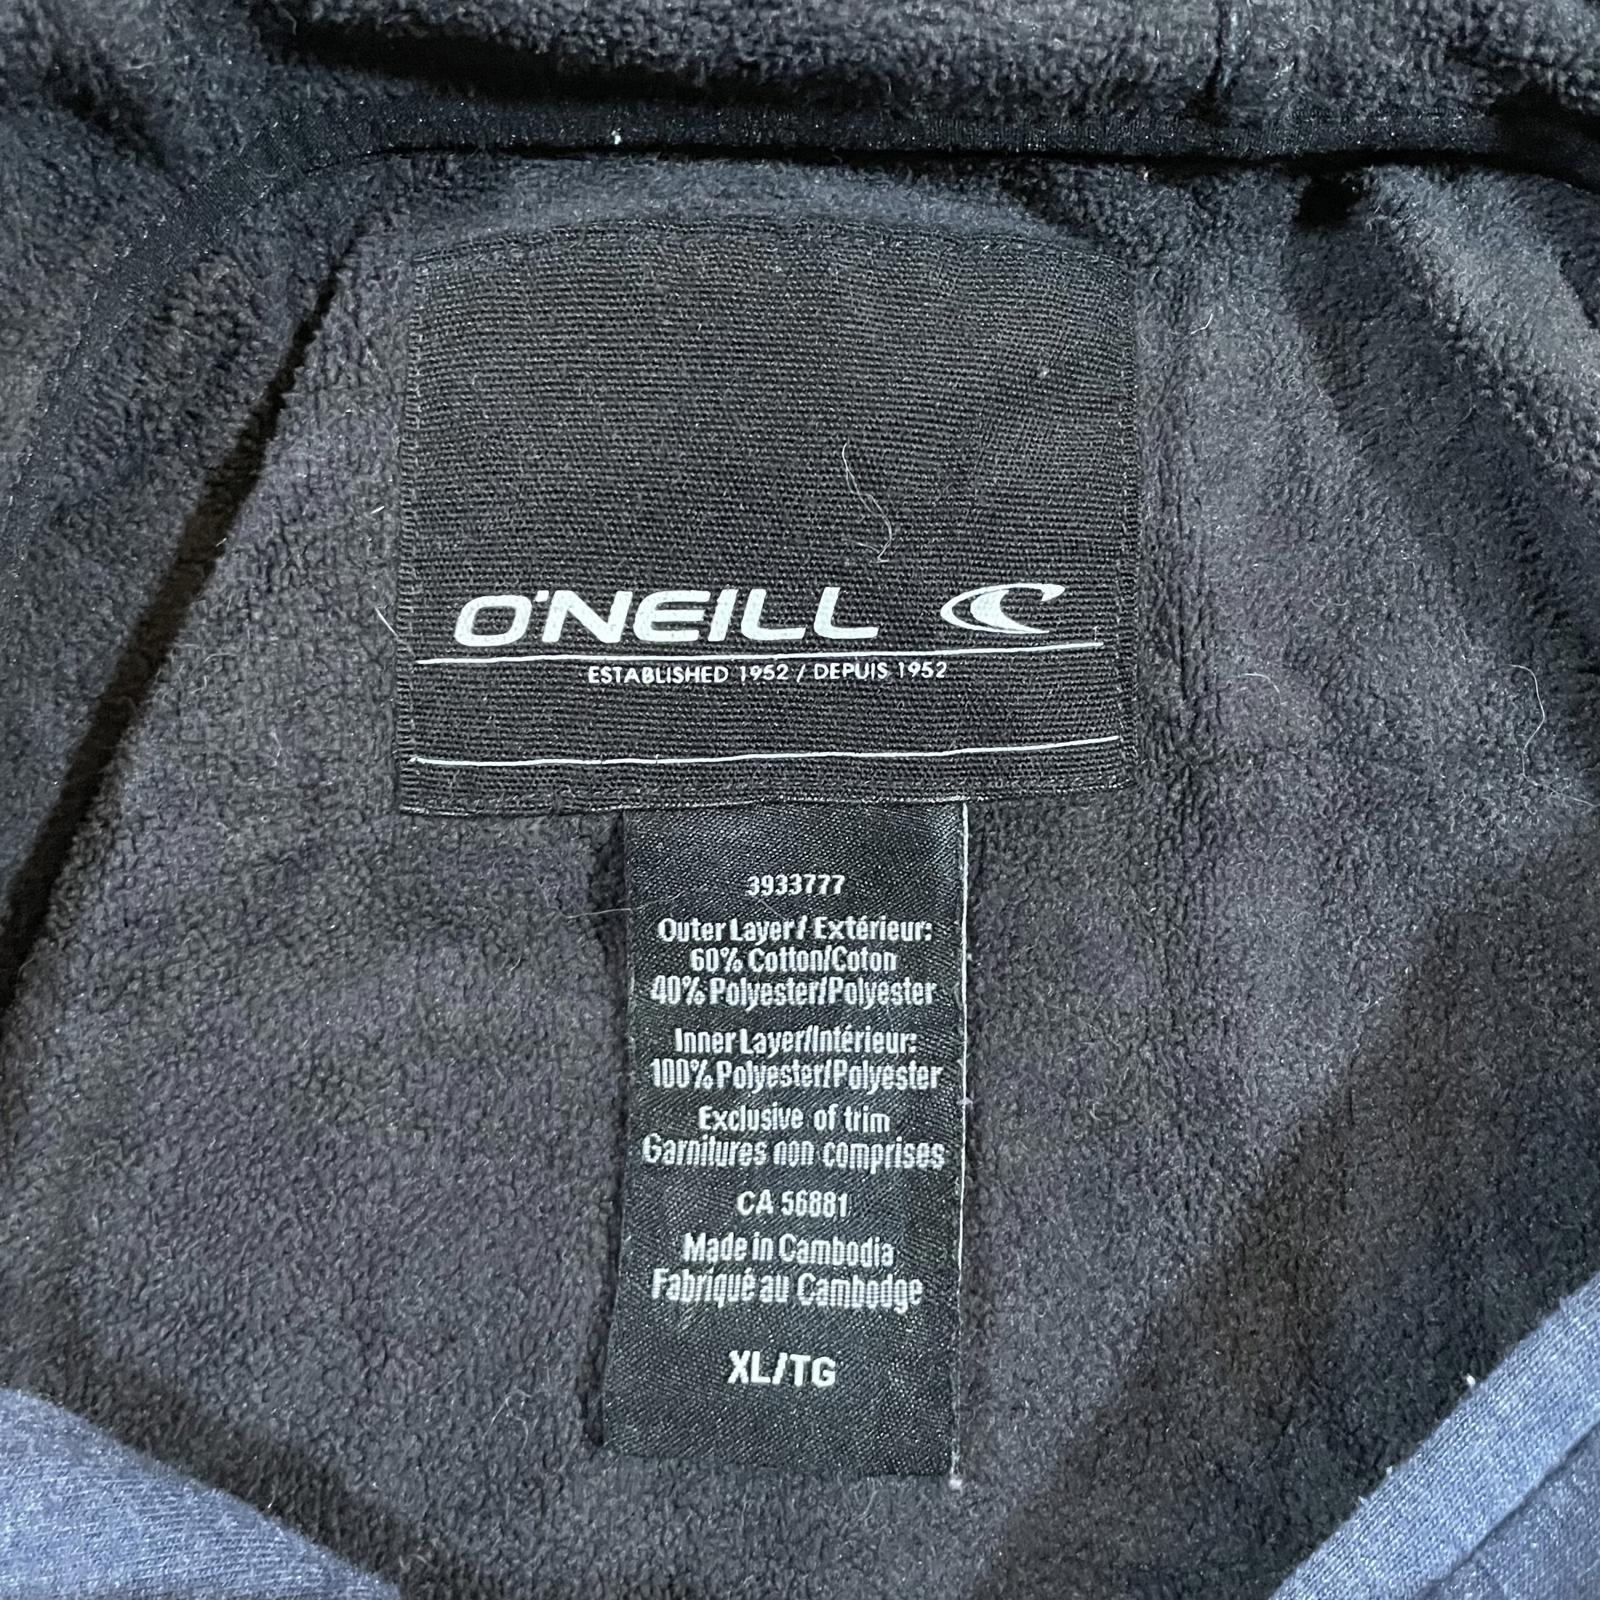 O'NEILL
ESTABLISHED 1952 / DEPUIS 1952
3933777
Outer Layer/ Extérieur:
60% Cotton/Coton
40% Polyester/Polyester
Inner Layer/Intérieur:
100% Polyester/Polyester
Exclusive of trim
Garnitures non comprises
CA 56881
Made in Cambodia
Fabriqué au Cambodge
XL/TG